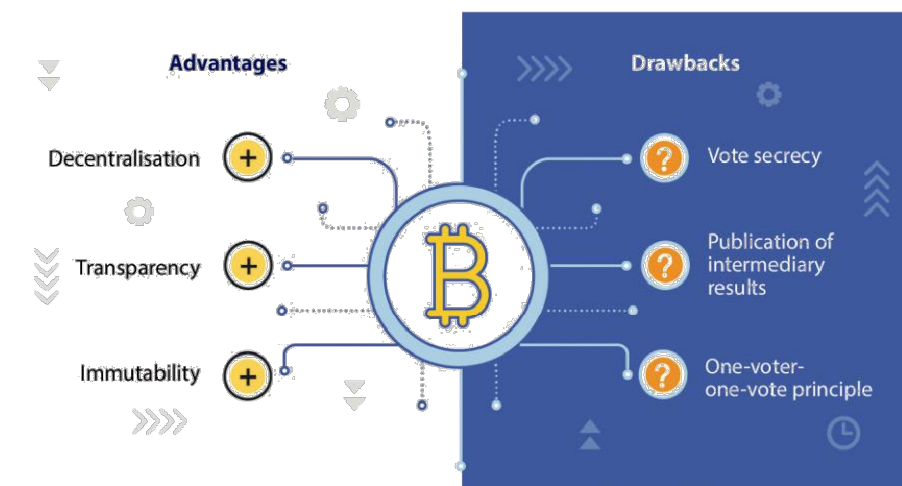 Advantages
Decentralisation
Transparency
Immutability
Drawbacks
Vote secrecy
Publication of
intermediary
results
One-voter-
one-vote principle